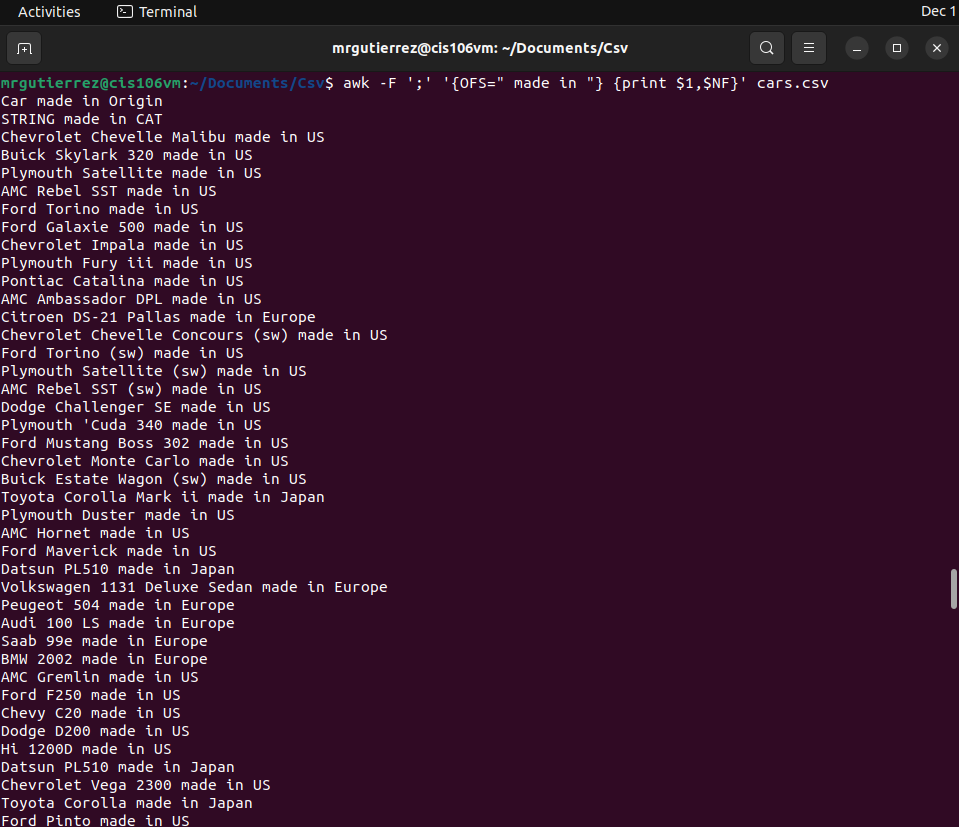 Activities Terminal Dec 1
mrgutierrez@cis106vm: ~/Documents/Csv
mrgutierrez@cis106vm:~/Documents/Csv$ awk -F ';' '{OFS=" made in "} {print $1,$NF}' cars.csv
Car made in Origin
STRING made in CAT
Chevrolet Chevelle Malibu made in US
Buick Skylark 320 made in US
Plymouth Satellite made in US
AMC Rebel SST made in US
Ford Torino made in US
Ford Galaxie 500 made in US
Chevrolet Impala made in US
Plymouth Fury iii made in US
Pontiac Catalina made in US
AMC Ambassador DPL made in US
Citroen DS-21 Pallas made in Europe
Chevrolet Chevelle Concours (sw) made in US
Ford Torino (sw) made in US
Plymouth Satellite (sw) made in US
AMC Rebel SST (sw) made in US
Dodge Challenger SE made in US
Plymouth 'Cuda 340 made in US
Ford Mustang Boss 302 made in US
Chevrolet Monte Carlo made in US
Buick Estate Wagon (sw) made in US
Toyota Corolla Mark ii made in Japan
Plymouth Duster made in US
AMC Hornet made in US
Ford Maverick made in US
Datsun PL510 made in Japan
Volkswagen 1131 Deluxe Sedan made in Europe
Peugeot 504 made in Europe
Audi 100 LS made in Europe
Saab 99e made in Europe
BMW 2002 made in Europe
AMC Gremlin made in US
Ford F250 made in US
Chevy C20 made in US
Dodge D200 made in US
Hi 1200D made in US
Datsun PL510 made in Japan
Chevrolet Vega 2300 made in US
Toyota Corolla made in Japan
Ford Pinto made in US